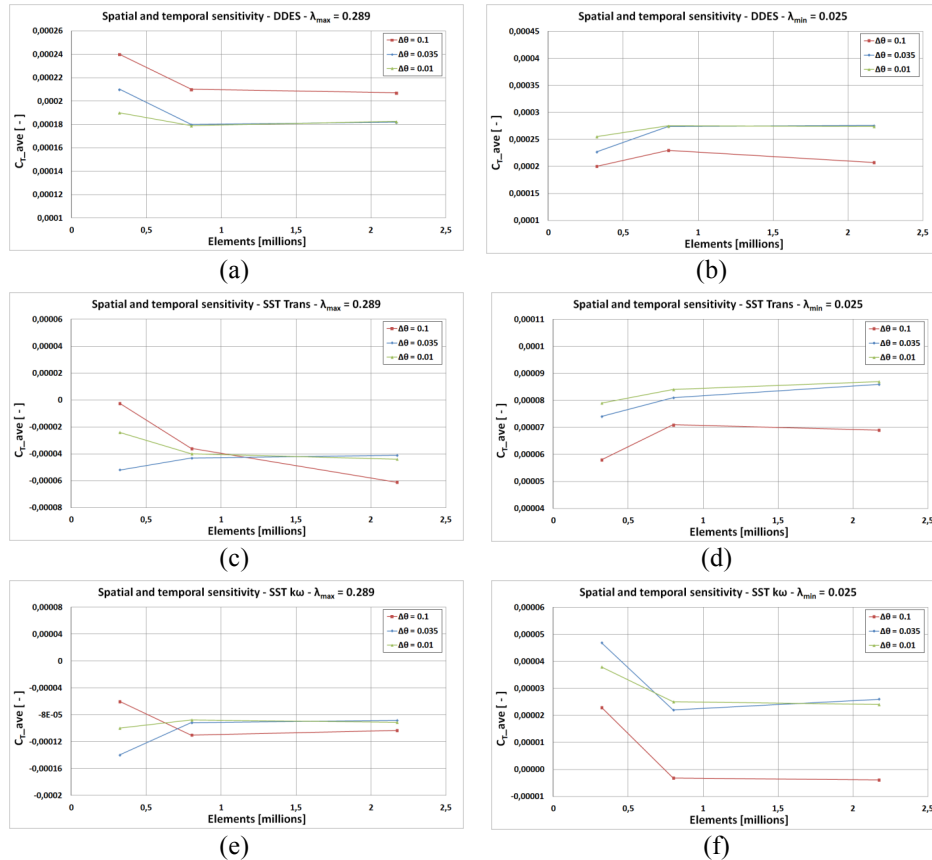 Spatial and temporal sensitivity - DDES - λmax = 0.289
0,00026
0,00024
0,00022
0,0002
0,00018
0,00016
0,00014
0,00012
0,0001
CT_ave [ - ]
Δθ = 0.1
Δθ = 0.035
Δθ = 0.01
0 0,5 1 1,5 2 2,5
Elements [millions]
(a)
Spatial and temporal sensitivity - DDES - λmin = 0.025
0,00045
0,0004
0,00035
0,0003
0,00025
0,0002
0,00015
0,0001
CT_ave [ - ]
Δθ = 0.1
Δθ = 0.035
Δθ = 0.01
0 0,5 1 1,5 2 2,5
Elements [millions]
(b)
Spatial and temporal sensitivity - SST Trans - λmax = 0.289
0,00006
0,00004
0,00002
0
-0,00002
-0,00004
-0,00006
-0,00008
CT_ave [ - ]
Δθ = 0.1
Δθ = 0.035
Δθ = 0.01
0 0,5 1 1,5 2 2,5
Elements [millions]
(c)
Spatial and temporal sensitivity - SST Trans - λmin = 0.025
0,00011
0,0001
0,00009
0,00008
0,00007
0,00006
0,00005
0,00004
CT_ave [ - ]
Δθ = 0.1
Δθ = 0.035
Δθ = 0.01
0 0,5 1 1,5 2 2,5
Elements [millions]
(d)
Spatial and temporal sensitivity - SST kω - λmax = 0.289
0,00008
0,00004
0
-0,00004
-8E-05
-0,00012
-0,00016
-0,0002
CT_ave [ - ]
Δθ = 0.1
Δθ = 0.035
Δθ = 0.01
0 0,5 1 1,5 2 2,5
Elements [millions]
(e)
Spatial and temporal sensitivity - SST kω - λmin = 0.025
0,00006
0,00005
0,00004
0,00003
0,00002
0,00001
0,00000
-0,00001
CT_ave [ - ]
Δθ = 0.1
Δθ = 0.035
Δθ = 0.01
0 0,5 1 1,5 2 2,5
Elements [millions]
(f)